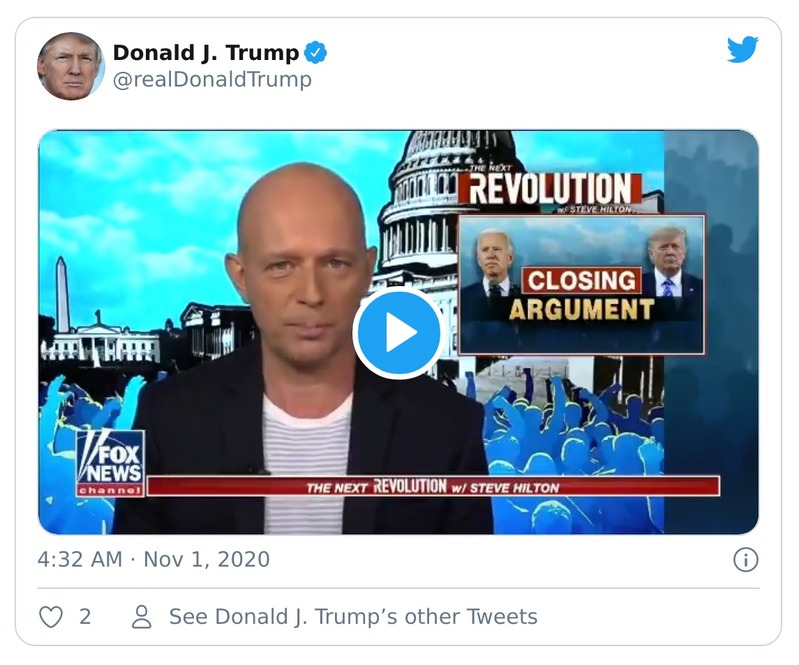 Donald J. Trump
@realDonaldTrump
THE NEXT
REVOLUTION
w/ STEVE HILTON
CLOSING
ARGUMENT
FOX
NEWS
channel
THE NEXT REVOLUTION w/ STEVE HILTON
4:32 AM · Nov 1, 2020
2
See Donald J. Trump’s other Tweets